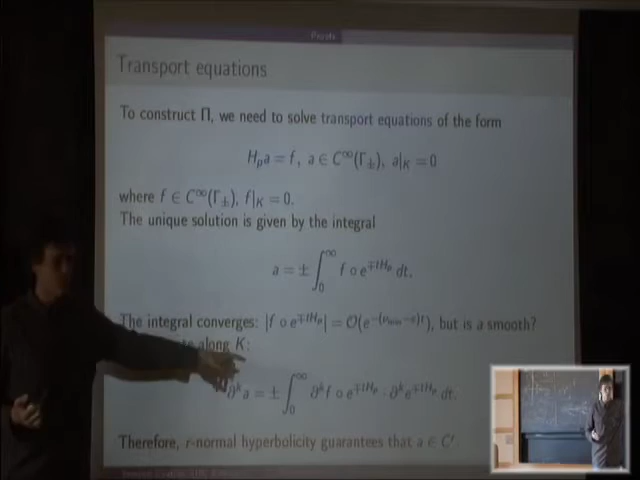 Proofs
Transport equations
To construct Π, we need to solve transport equations of the form
H_p a = f, a ∈ C^∞(Γ_±), a|_K = 0
where f ∈ C^∞(Γ_±), f|_K = 0.
The unique solution is given by the integral
a = ± ∫_0^∞ f ∘ e^{∓tH_p} dt.
The integral converges: |f ∘ e^{∓tH_p}| = O(e^{-(ν_min−ε)t}), but is a smooth?
along K:
∂^k a = ± ∫_0^∞ ∂^k f ∘ e^{∓tH_p} · ∂^k e^{∓tH_p} dt.
Therefore, r-normal hyperbolicity guarantees that a ∈ C^r